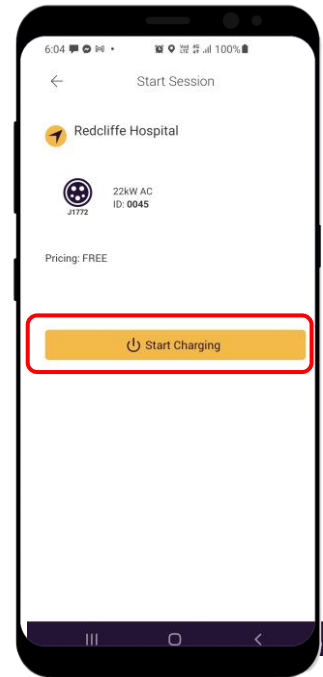 6:04 100%
Start Session
Redcliffe Hospital
22kW AC
J1772
ID: 0045
Pricing: FREE
Start Charging